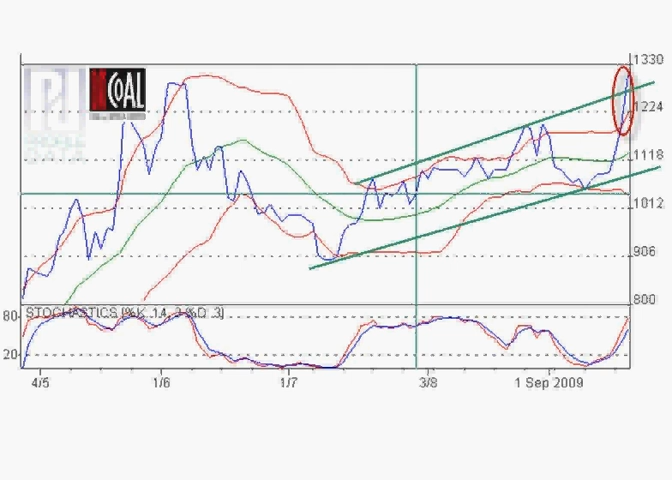 1330
COAL
1224
1118
1012
906
800
STOCHASTICS [%K, 14, 3 %D, 3]
80
20
4/5 1/6 1/7 3/8 1 Sep 2009